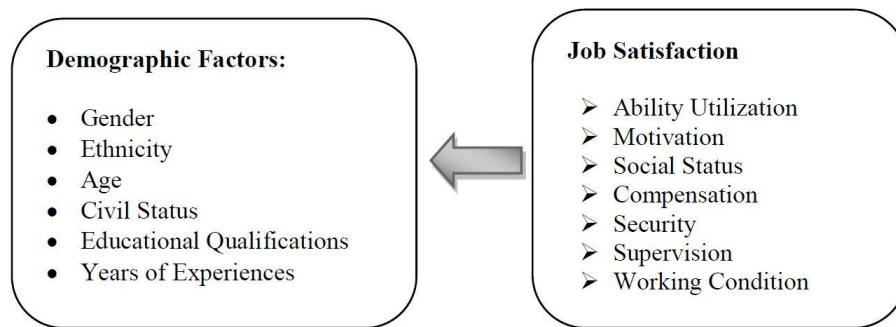 Demographic Factors:
• Gender
• Ethnicity
• Age
• Civil Status
• Educational Qualifications
• Years of Experiences
Job Satisfaction
➢ Ability Utilization
➢ Motivation
➢ Social Status
➢ Compensation
➢ Security
➢ Supervision
➢ Working Condition